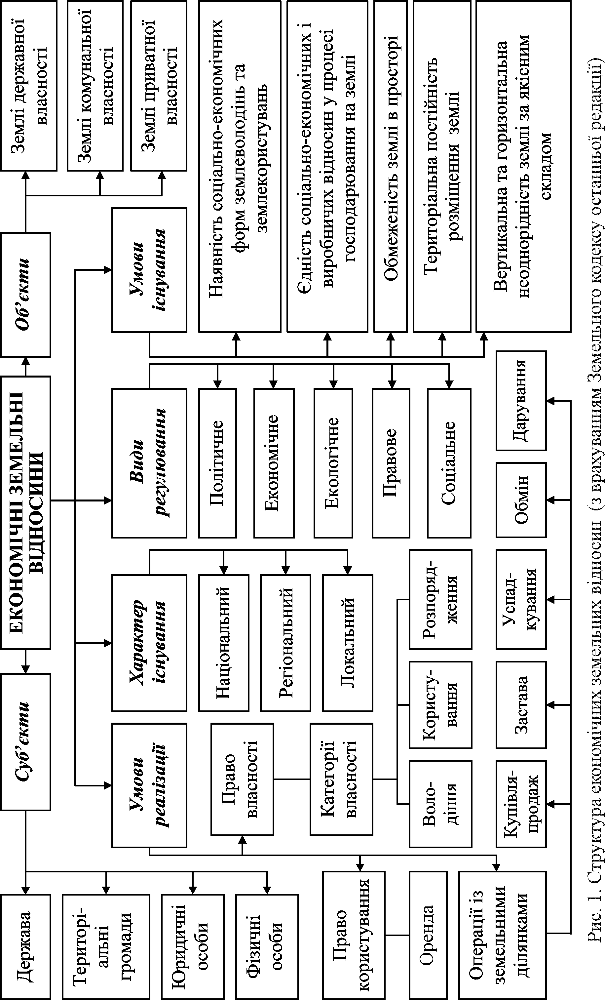 ЕКОНОМІЧНІ ЗЕМЕЛЬНІ
ВІДНОСИНИ
Суб’єкти
Об’єкти
Держава
Територі-
альні
громади
Юридичні
особи
Фізичні
особи
Землі державної
власності
Землі комунальної
власності
Землі приватної
власності
Умови
реалізації
Характер
існування
Види
регулювання
Умови
існування
Право
власності
Категорії
власності
Воло-
діння
Користу-
вання
Розпоряд-
ження
Право
користування
Оренда
Операції із
земельними
ділянками
Купівля-
продаж
Застава
Успад-
кування
Обмін
Дарування
Національний
Регіональний
Локальний
Політичне
Економічне
Екологічне
Правове
Соціальне
Наявність соціально-економічних
форм землеволодінь та
землекористувань
Єдність соціально-економічних і
виробничих відносин у процесі
господарювання на землі
Обмеженість землі в просторі
Територіальна постійність
розміщення землі
Вертикальна та горизонтальна
неоднорідність землі за якісним
складом
Рис. 1. Структура економічних земельних відносин (з врахуванням Земельного кодексу останньої редакції)